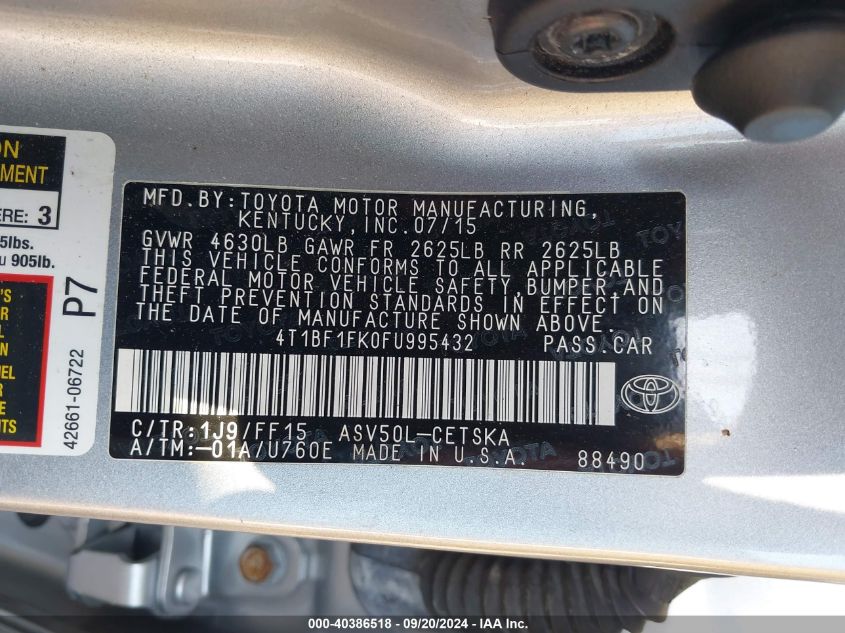 ON
MENT
ERE: 3
5lbs.
905lb.
P7
42661-06722
MFD.BY:TOYOTA MOTOR MANUFACTURING,
KENTUCKY, INC.07/15
GVWR 4630LB GAWR FR 2625LB RR 2625LB
THIS VEHICLE CONFORMS TO ALL APPLICABLE
FEDERAL MOTOR VEHICLE SAFETY,BUMPER,AND
THEFT PREVENTION STANDARDS IN EFFECT ON
THE DATE OF MANUFACTURE SHOWN ABOVE.
4T1BF1FK0FU995432 PASS.CAR
C/TR:1J9/FF15 ASV50L-CETSKA
A/TM:-01A/U760E MADE IN U.S.A. 88490
000-40386518 - 09/20/2024 - www.IAAI.com